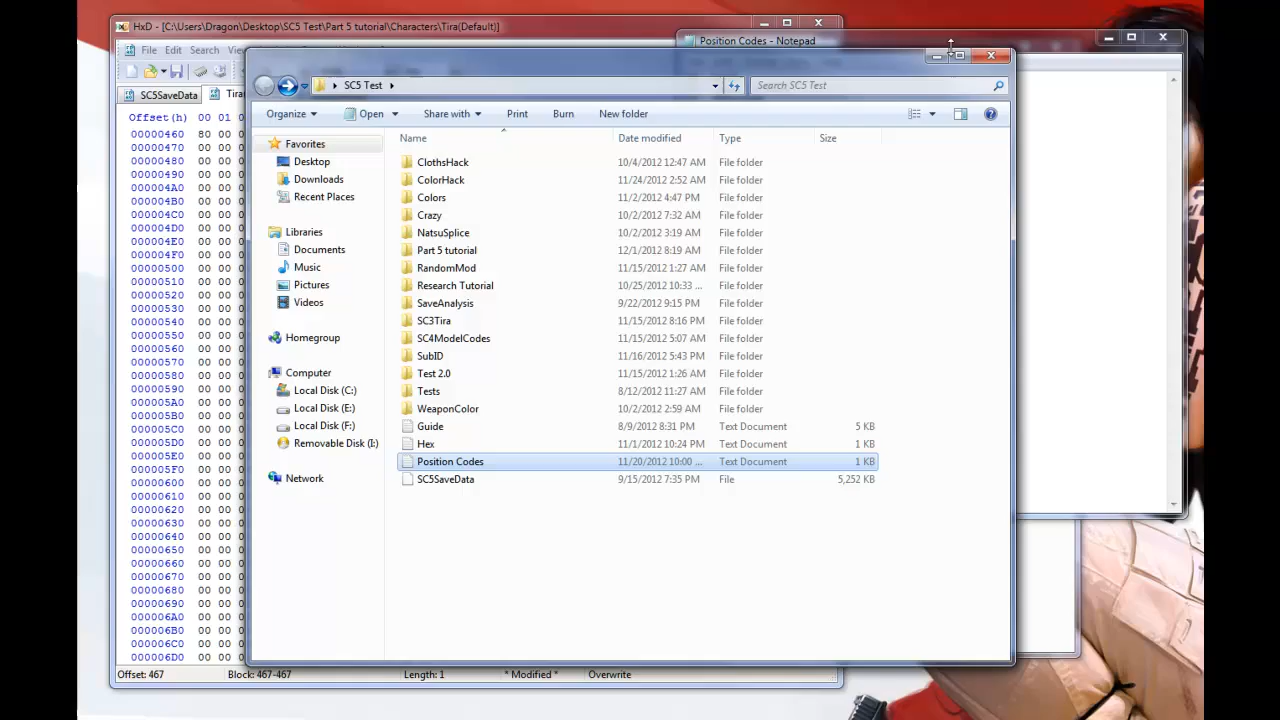 HxD - [C:\Users\Dragon\Desktop\SC5 Test\Part 5 tutorial\Characters\Tira(Default)]
Position Codes - Notepad
File Edit Search
SC5 Test
Search SC5 Test
SC5SaveData
Organize Open Share with Print Burn New folder
Offset(h) 00 01
Name Date modified Type Size
Favorites
Desktop
Downloads
Recent Places
Libraries
Documents
Music
Pictures
Videos
Homegroup
Computer
Local Disk (C:)
Local Disk (E:)
Local Disk (F:)
Removable Disk (I:)
Network
ClothsHack 10/4/2012 12:47 AM File folder
ColorHack 11/24/2012 2:52 AM File folder
Colors 11/2/2012 4:47 PM File folder
Crazy 10/2/2012 7:32 AM File folder
NatsuSplice 10/2/2012 3:19 AM File folder
Part 5 tutorial 12/1/2012 8:19 AM File folder
RandomMod 11/15/2012 1:27 AM File folder
Research Tutorial 10/25/2012 10:33 ... File folder
SaveAnalysis 9/22/2012 9:15 PM File folder
SC3Tira 11/15/2012 8:16 PM File folder
SC4ModelCodes 11/15/2012 5:07 AM File folder
SubID 11/16/2012 5:43 PM File folder
Test 2.0 11/15/2012 1:26 AM File folder
Tests 8/12/2012 11:27 AM File folder
WeaponColor 10/2/2012 2:59 AM File folder
Guide 8/9/2012 8:31 PM Text Document 5 KB
Hex 11/1/2012 10:24 PM Text Document 1 KB
Position Codes 11/20/2012 10:00 ... Text Document 1 KB
SC5SaveData 9/15/2012 7:35 PM File 5,252 KB
00000460 80 00
00000470 00 00
00000480 00 00
00000490 00 00
000004A0 00 00
000004B0 00 00
000004C0 00 00
000004D0 00 00
000004E0 00 00
000004F0 00 00
00000500 00 00
00000510 00 00
00000520 00 00
00000530 00 00
00000540 00 00
00000550 00 00
00000560 00 00
00000570 00 00
00000580 00 00
00000590 00 00
000005A0 00 00
000005B0 00 00
000005C0 00 00
000005D0 00 00
000005E0 00 00
000005F0 00 00
00000600 00 00
00000610 00 00
00000620 00 00
00000630 00 00
00000640 00 00
00000650 00 00
00000660 00 00
00000670 00 00
00000680 00 00
00000690 00 00
000006A0 00 00
000006B0 00 00
000006C0 00 00
000006D0 00 00
Offset: 467 Block: 467-467 Length: 1 * Modified * Overwrite